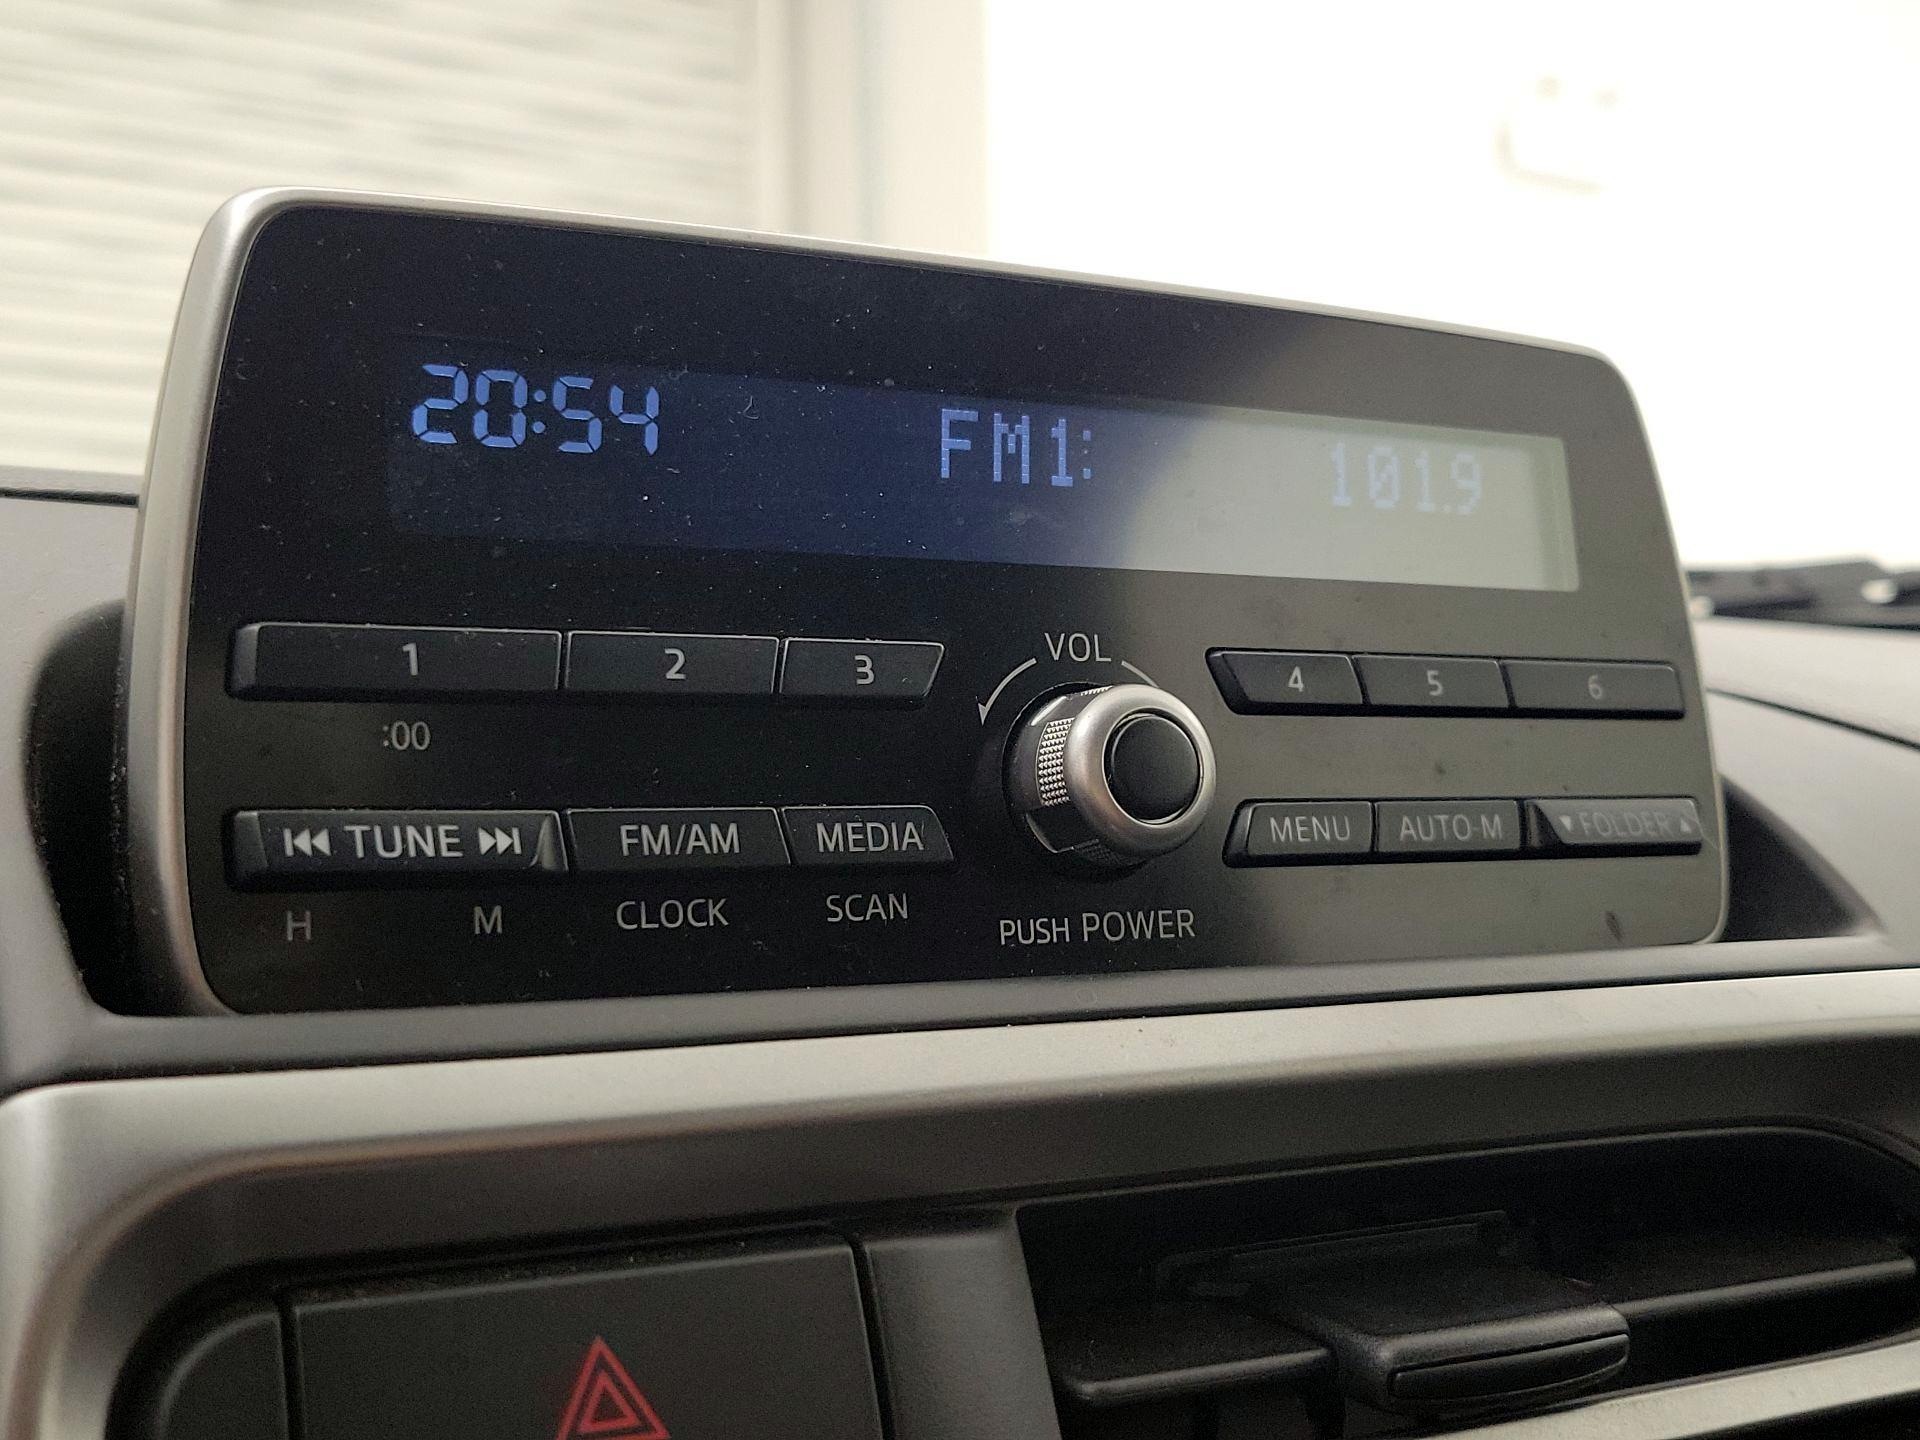 20:54 FM1: 101.9
1 2 3 VOL 4 5 6
:00
⏮ TUNE ⏭ FM/AM MEDIA MENU AUTO-M ▼ FOLDER ▲
H M CLOCK SCAN PUSH POWER